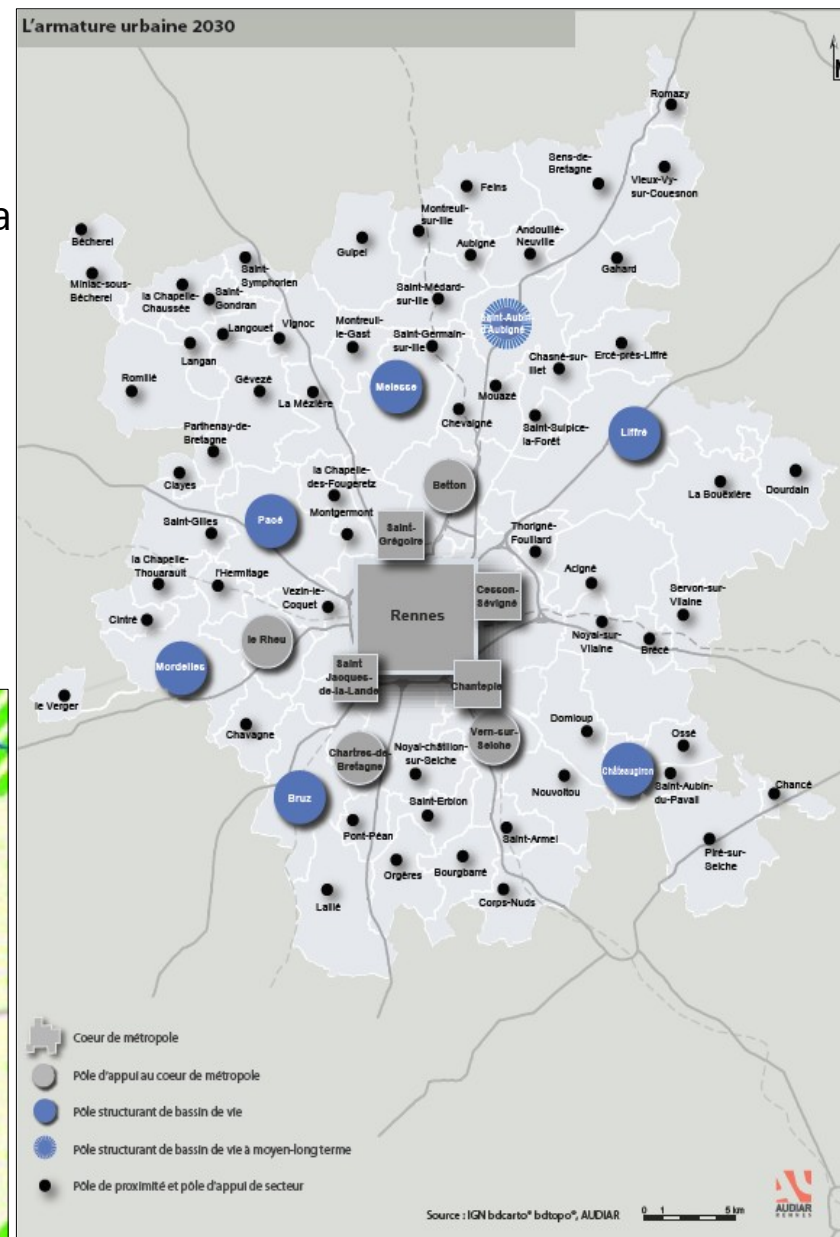 L'armature urbaine 2030
a
Romazy
Sens-de-
Bretagne
Vieux-Vy-
sur-Couesnon
Feins
Montreuil-
sur-Ille
Andouillé-
Neuville
Aubigné
Guipel
Bécherel
Gahard
Saint-
Symphorien
Miniac-sous-
Bécherel
la Chapelle-
Chaussée
Saint-
Gondran
Saint-Médard-
sur-Ille
Saint-Aubin
d'Aubigné
Langouet
Vignoc
Montreuil-
le-Gast
Saint-Germain-
sur-Ille
Chasné-sur-
Illet
Ercé-près-Liffré
Langan
Romillé
Gévezé
La Mézière
Melesse
Mouazé
Chevaigné
Saint-Sulpice-
la-Forêt
Liffré
Parthenay-de-
Bretagne
Clayes
la Chapelle-
des-Fougeretz
Betton
La Bouëxière
Dourdain
Pacé
Montgermont
Saint-
Grégoire
Saint-Gilles
Thorigné-
Fouillard
la Chapelle-
Thouarault
l'Hermitage
Vezin-le-
Coquet
Rennes
Cesson-
Sévigné
Acigné
Servon-sur-
Vilaine
Cintré
le Rheu
Noyal-sur-
Vilaine
Brécé
Mordelles
Saint
Jacques-
de-la-Lande
Chantepie
le Verger
Chavagne
Chartres-de-
Bretagne
Noyal-châtillon-
sur-Seiche
Vern-sur-
Seiche
Domloup
Ossé
Châteaugiron
Bruz
Saint-Erblon
Nouvoitou
Saint-Aubin-
du-Pavail
Chancé
Pont-Péan
Saint-Armel
Piré-sur-
Seiche
Orgères
Bourgbarré
Laillé
Corps-Nuds
Coeur de métropole
Pôle d'appui au coeur de métropole
Pôle structurant de bassin de vie
Pôle structurant de bassin de vie à moyen-long terme
Pôle de proximité et pôle d'appui de secteur
Source : IGN bdcarto® bdtopo®, AUDIAR
0 1 5 km
AUDIAR
RENNES